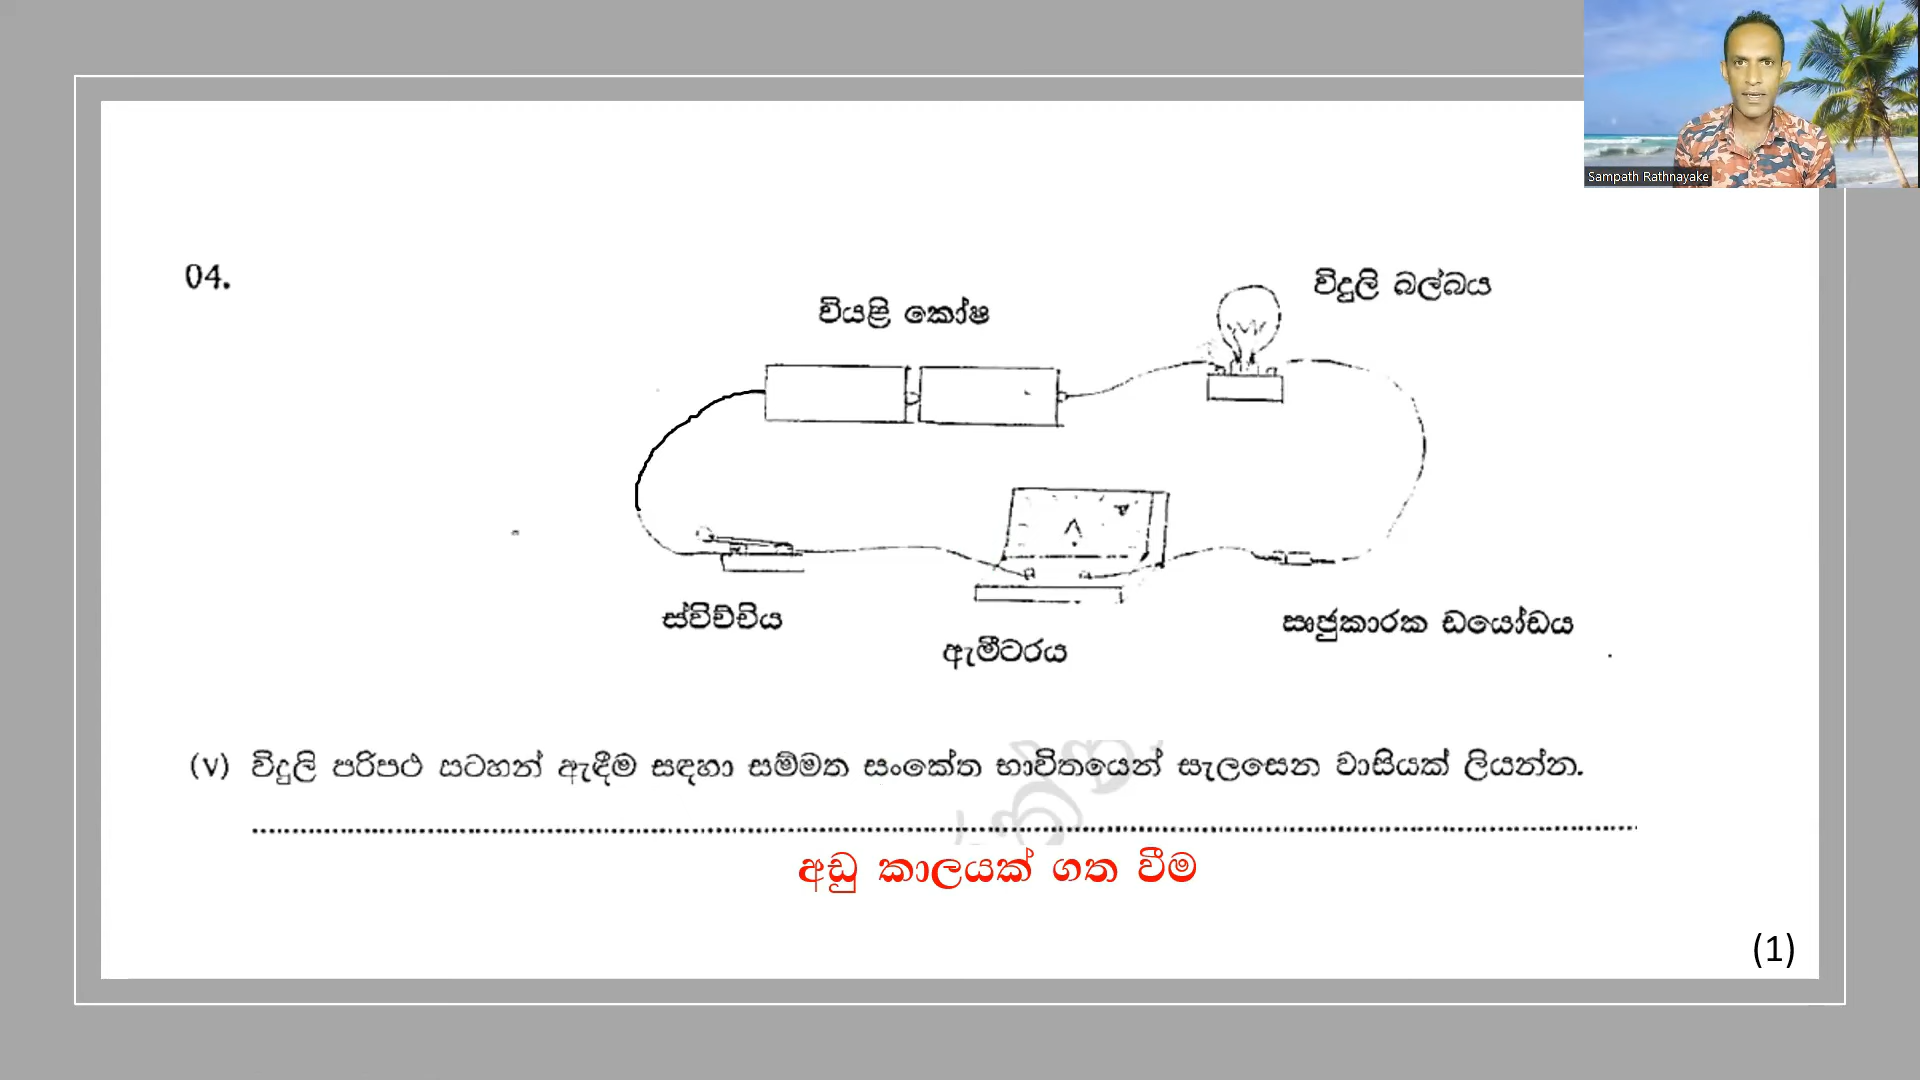 Sampath Rathnayake
04.
විදුලි බල්බය
වියළි කෝෂ
ස්විච්චිය
ඇමීටරය
සෘජුකාරක ඩයෝඩය
(v) විදුලි පරිපථ සටහන් ඇඳීම සඳහා සම්මත සංකේත භාවිතයෙන් සැලසෙන වාසියක් ලියන්න.
අඩු කාලයක් ගත වීම
(1)